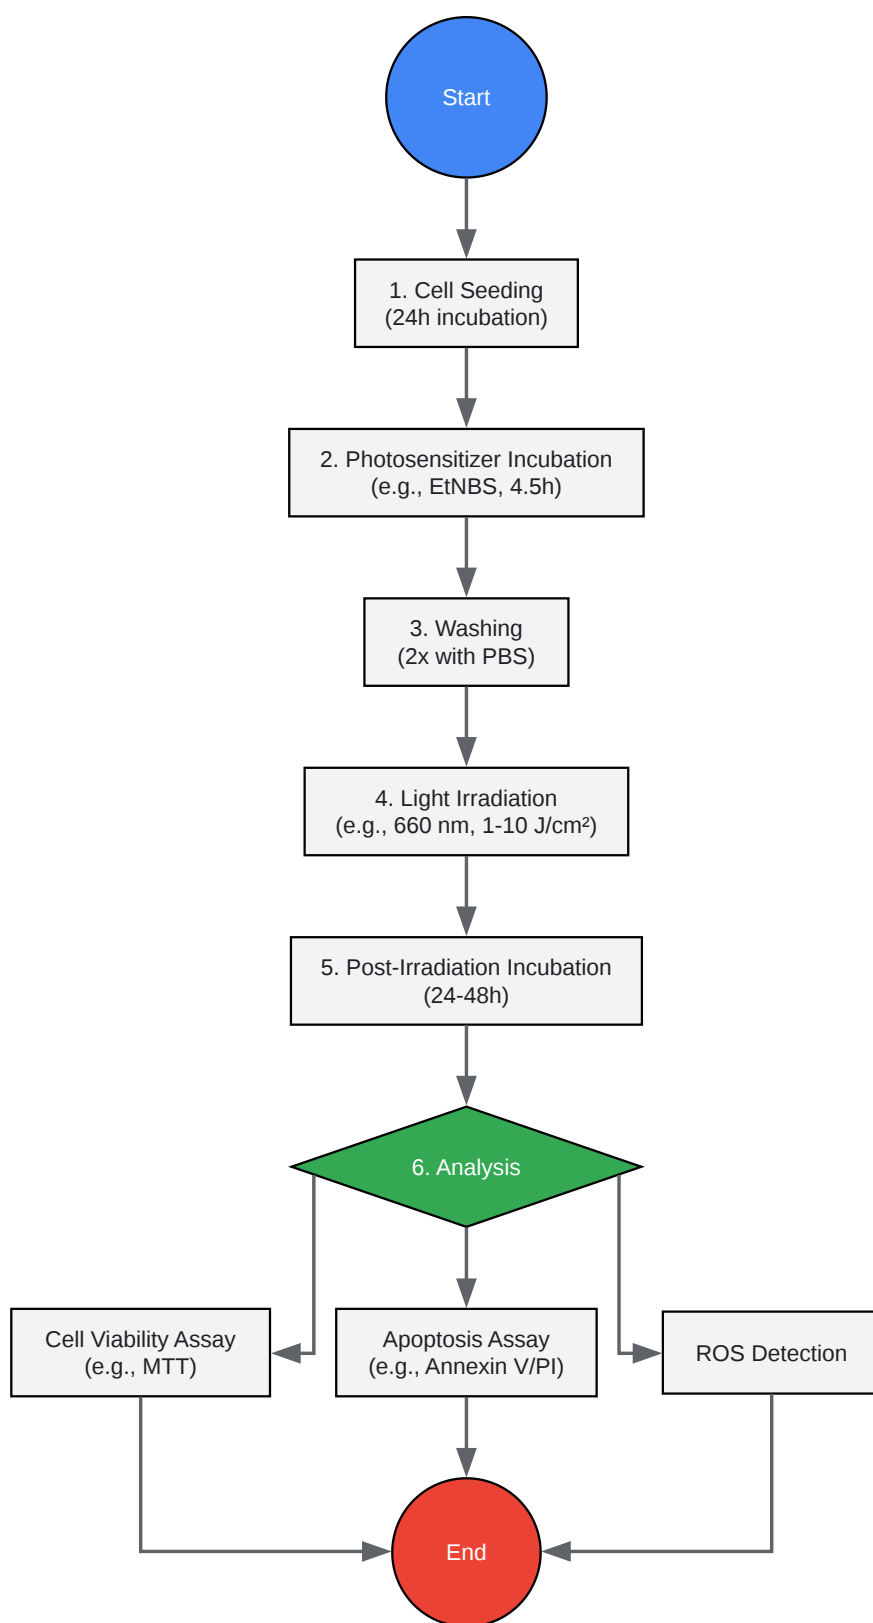 Start
1. Cell Seeding
(24h incubation)
2. Photosensitizer Incubation
(e.g., EtNBS, 4.5h)
3. Washing
(2x with PBS)
4. Light Irradiation
(e.g., 660 nm, 1-10 J/cm²)
5. Post-Irradiation Incubation
(24-48h)
6. Analysis
Cell Viability Assay
(e.g., MTT)
Apoptosis Assay
(e.g., Annexin V/PI)
ROS Detection
End